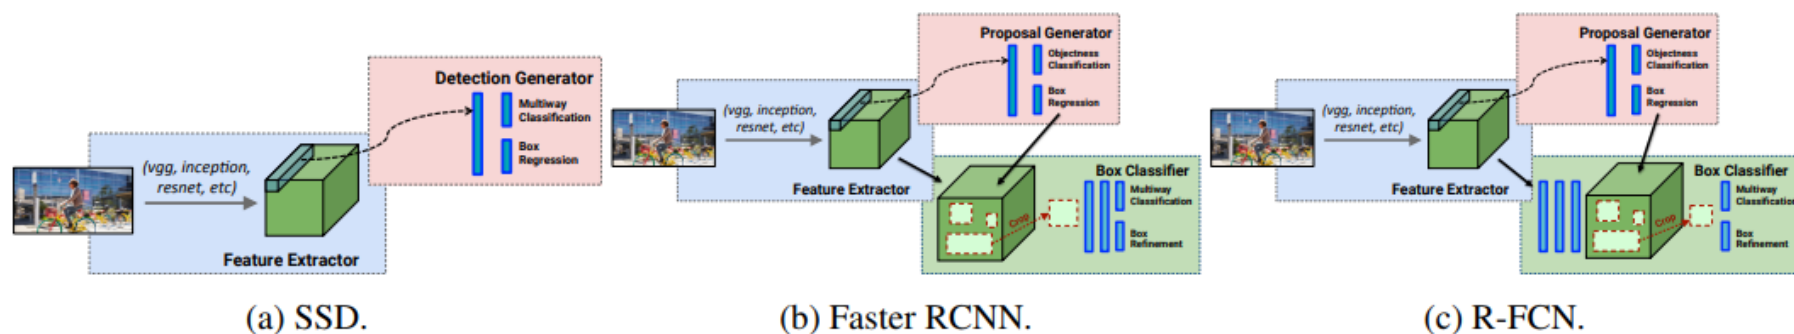 Detection Generator
Multiway
Classification
Box
Regression
(vgg, inception,
resnet, etc)
Feature Extractor
(a) SSD.
Proposal Generator
Objectness
Classification
Box
Regression
(vgg, inception,
resnet, etc)
Feature Extractor
Box Classifier
Multiway
Classification
Crop
Box
Refinement
(b) Faster RCNN.
Proposal Generator
Objectness
Classification
Box
Regression
(vgg, inception,
resnet, etc)
Feature Extractor
Box Classifier
Multiway
Classification
Crop
Box
Refinement
(c) R-FCN.